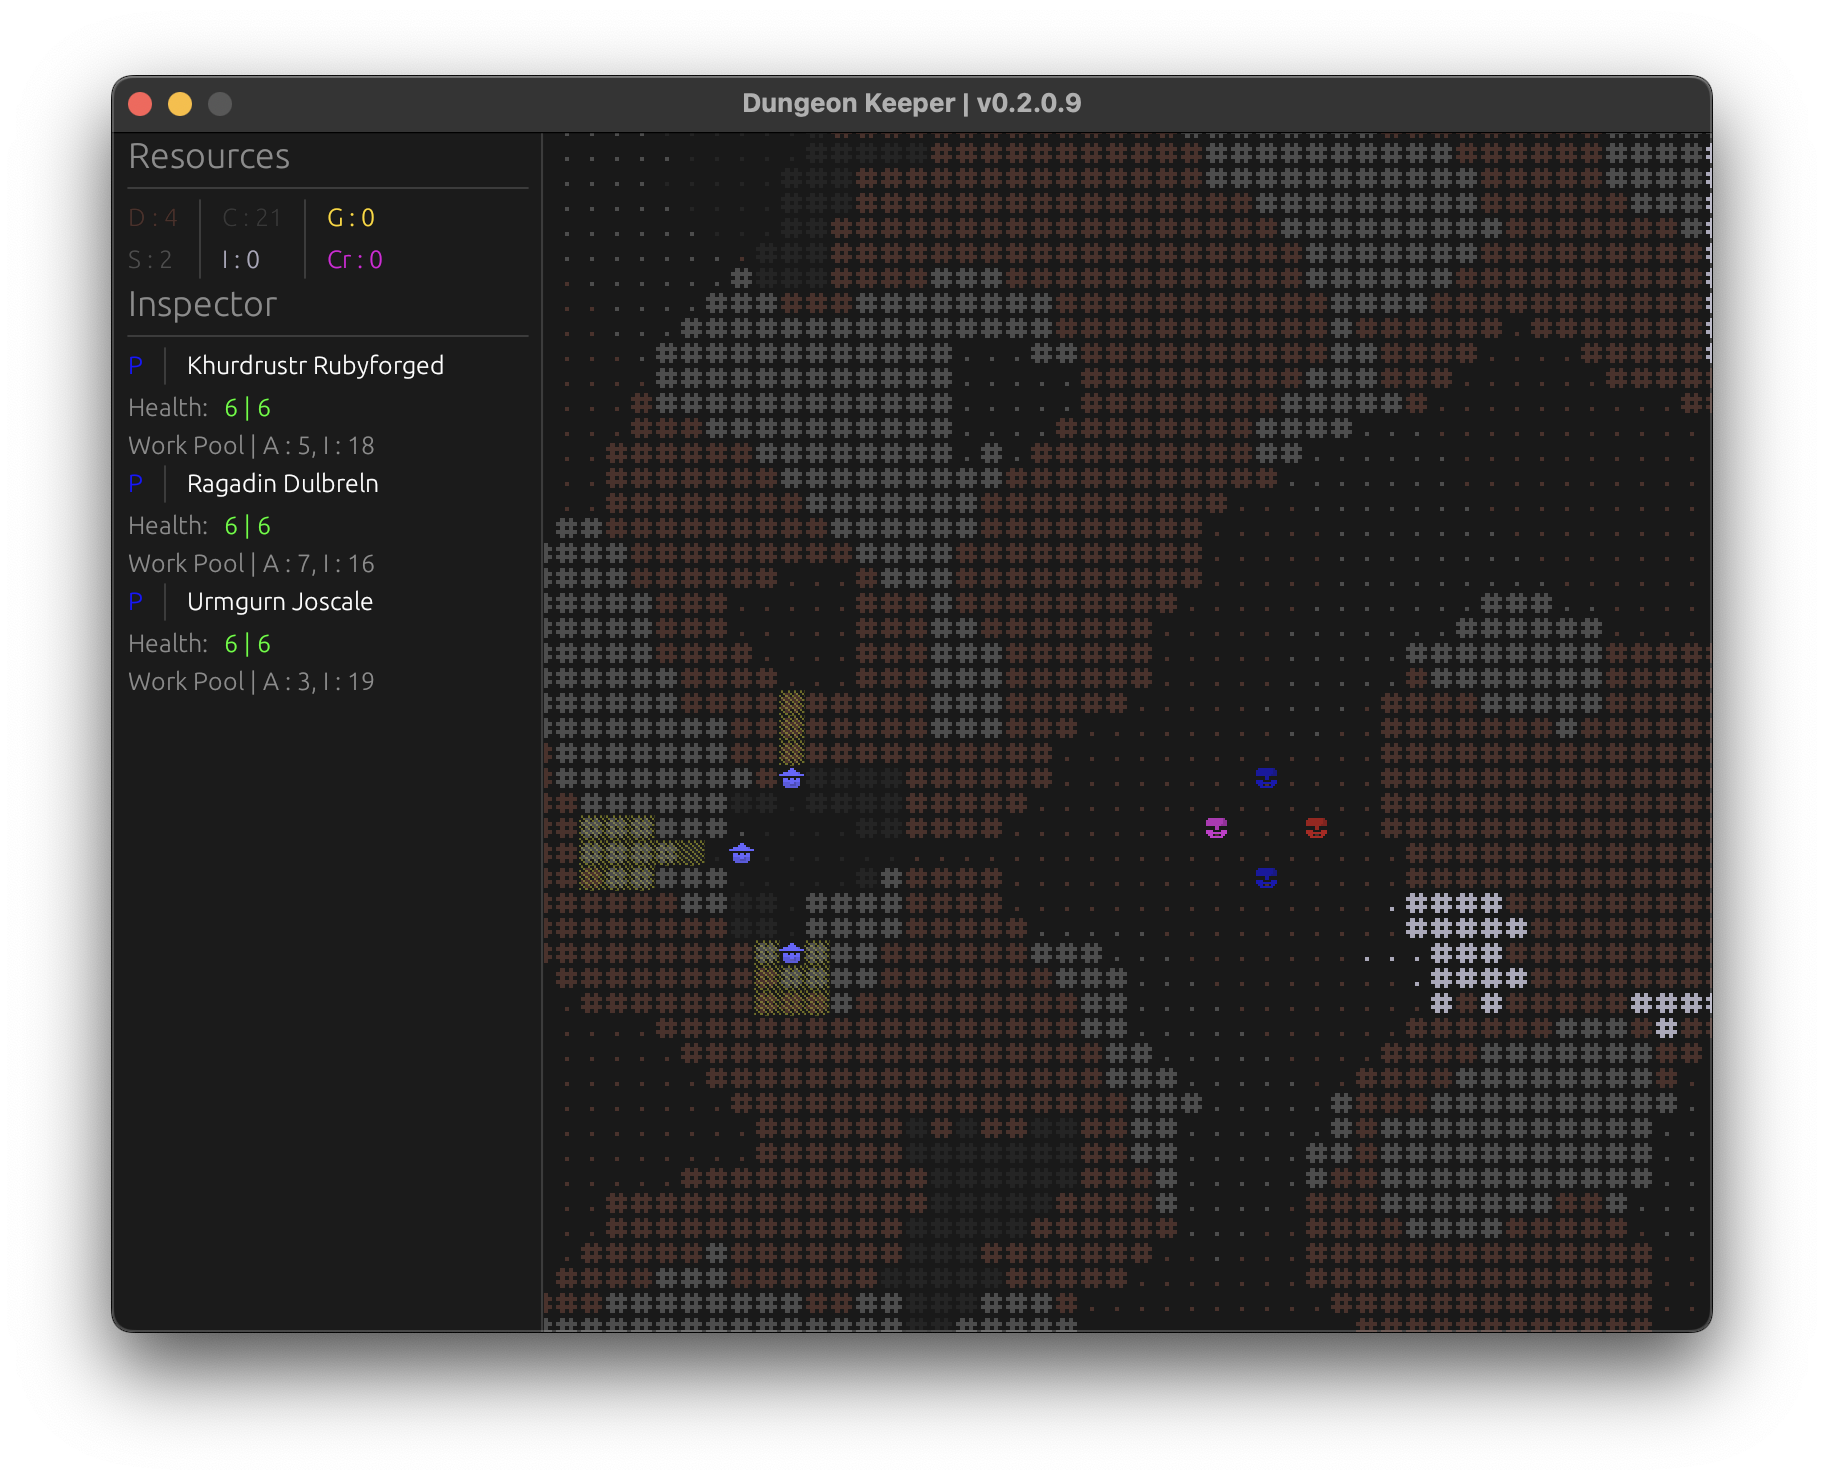 Dungeon Keeper | v0.2.0.9
Resources
D : 4 C : 21 G : 0
S : 2 I : 0 Cr : 0
Inspector
P Khurdrustr Rubyforged
Health: 6 | 6
Work Pool | A : 5, I : 18
P Ragadin Dulbreln
Health: 6 | 6
Work Pool | A : 7, I : 16
P Urmgurn Joscale
Health: 6 | 6
Work Pool | A : 3, I : 19